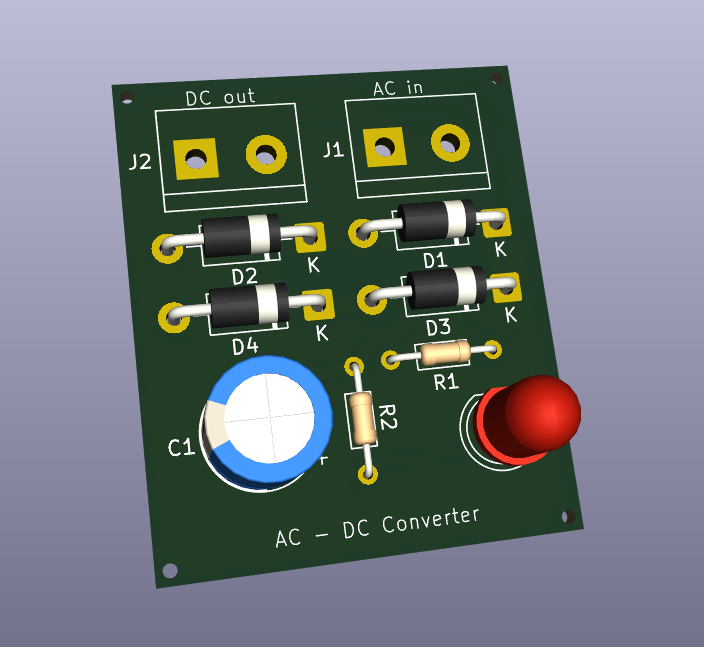 DC out
AC in
J2
J1
D2
K
D1
K
D4
K
D3
K
R1
R2
C1
AC - DC Converter